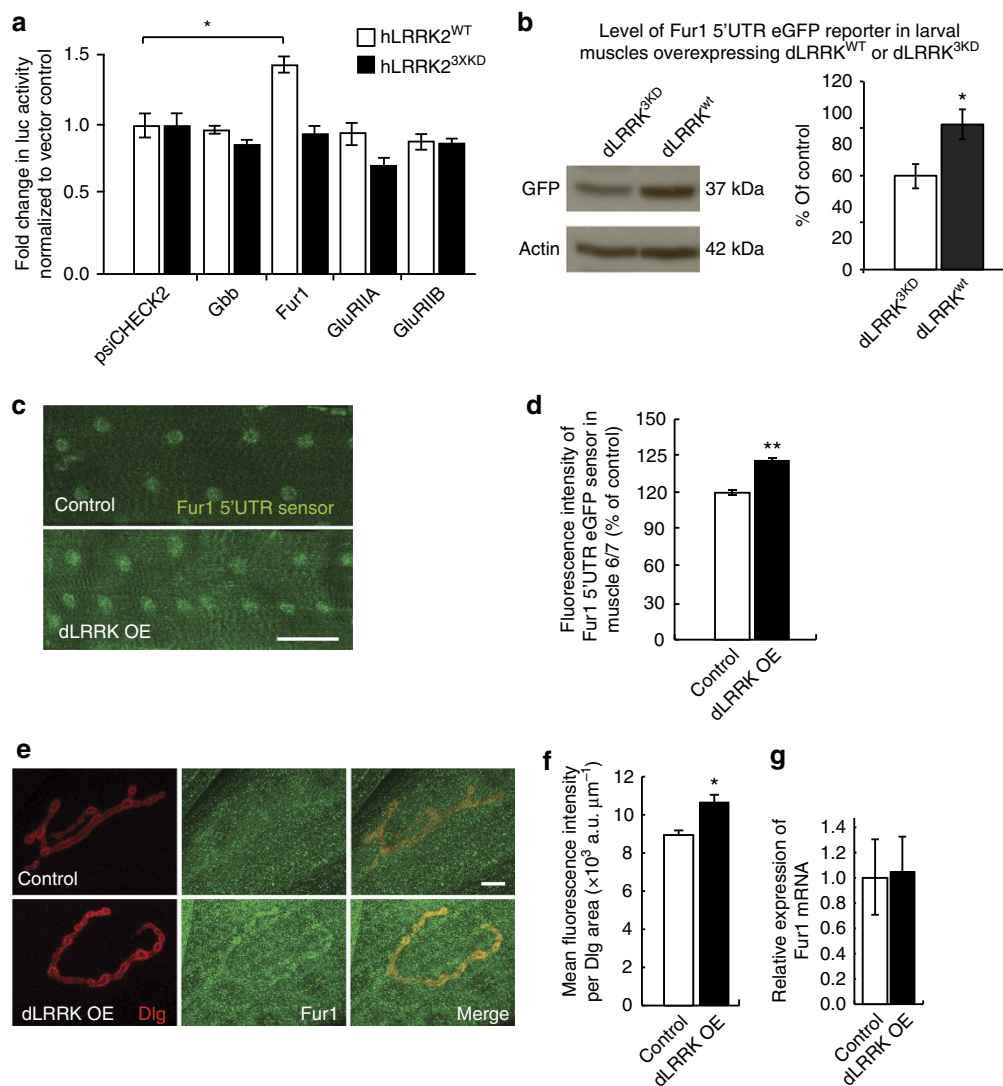 a
*
hLRRK2^WT
hLRRK2^3XKD
Fold change in luc activity
normalized to vector control
1.5
1.0
0.5
0.0
psiCHECK2
Gbb
Fur1
GluRIIA
GluRIIB
b
Level of Fur1 5'UTR eGFP reporter in larval
muscles overexpressing dLRRK^WT or dLRRK^3KD
dLRRK^3KD
dLRRK^wt
GFP
37 kDa
Actin
42 kDa
% Of control
120
100
80
60
40
20
0
*
dLRRK^3KD
dLRRK^wt
c
Control
Fur1 5'UTR sensor
dLRRK OE
d
Fluorescence intensity of
Fur1 5'UTR eGFP sensor in
muscle 6/7 (% of control)
150
125
120
90
60
30
0
**
Control
dLRRK OE
e
Control
dLRRK OE
Dlg
Fur1
Merge
f
Mean fluorescence intensity
per Dlg area (×10³ a.u. μm⁻¹)
12
10
8
6
4
2
0
*
Control
dLRRK OE
g
Relative expression of
Fur1 mRNA
1.4
1.2
1.0
0.8
0.6
0.4
0.2
0.0
Control
dLRRK OE